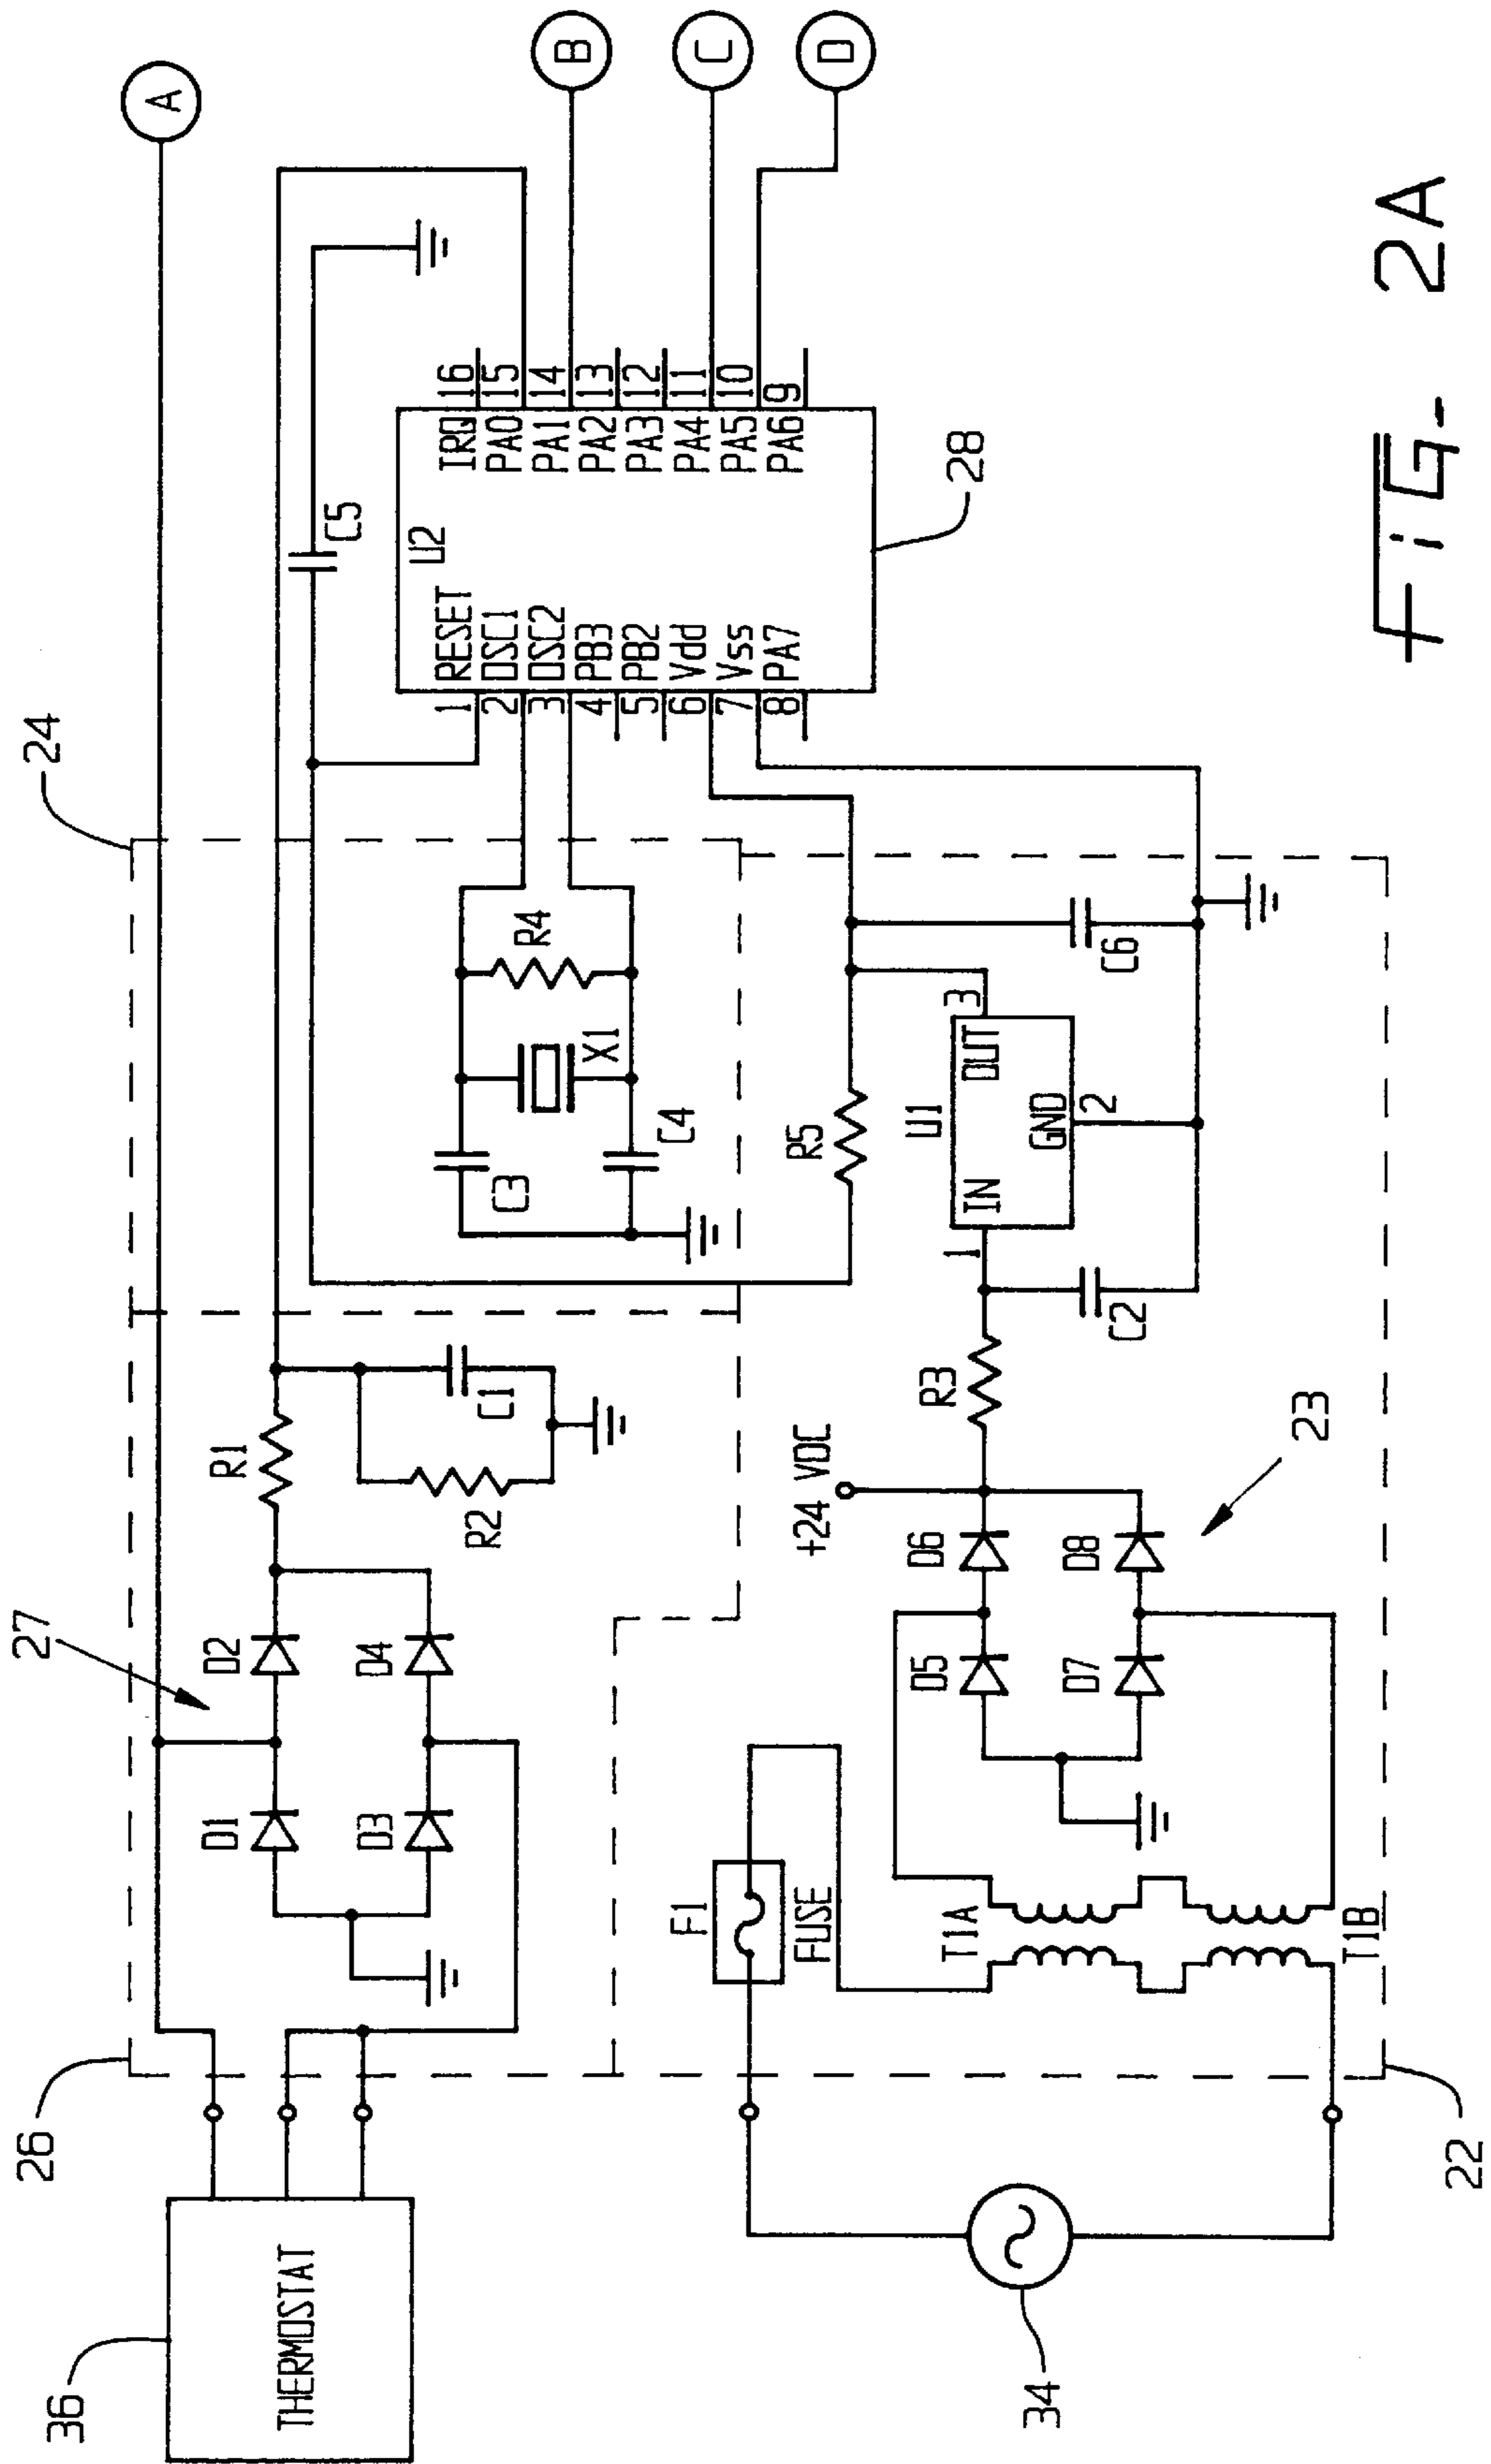 A
B
C
D
24
26
27
36
THERMOSTAT
D1
D2
D3
D4
R1
R2
C1
C3
C4
X1
R4
C5
U2
1 RESET
2 OSC1
3 OSC2
4 PB3
5 PB2
6 Vdd
7 Vss
8 PA7
IRQ 16
PA0 15
PA1 14
PA2 13
PA3 12
PA4 11
PA5 10
PA6 9
28
F1
FUSE
34
T1A
T1B
22
D5
D6
D7
D8
23
+24 VDC
R3
C2
U1
1
IN
OUT
3
GND
2
R5
C6
FiG- 2A